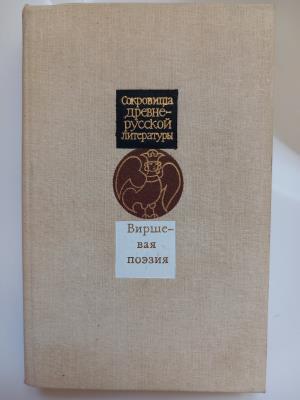 Сокровища
древне-
русской
литературы
Вирше-
вая
поэзия